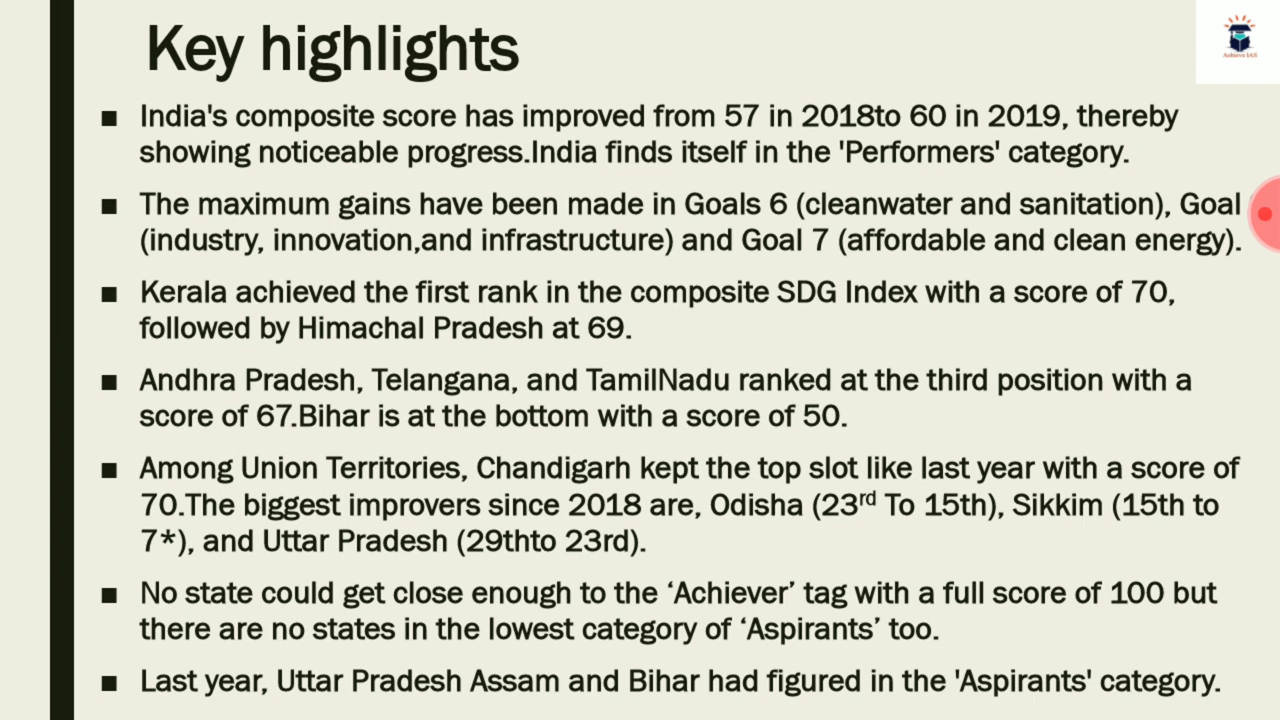 Key highlights
Achieve IAS
■ India's composite score has improved from 57 in 2018to 60 in 2019, thereby
showing noticeable progress.India finds itself in the 'Performers' category.
■ The maximum gains have been made in Goals 6 (cleanwater and sanitation), Goal
(industry, innovation,and infrastructure) and Goal 7 (affordable and clean energy).
■ Kerala achieved the first rank in the composite SDG Index with a score of 70,
followed by Himachal Pradesh at 69.
■ Andhra Pradesh, Telangana, and TamilNadu ranked at the third position with a
score of 67.Bihar is at the bottom with a score of 50.
■ Among Union Territories, Chandigarh kept the top slot like last year with a score of
70.The biggest improvers since 2018 are, Odisha (23rd To 15th), Sikkim (15th to
7*), and Uttar Pradesh (29thto 23rd).
■ No state could get close enough to the ‘Achiever’ tag with a full score of 100 but
there are no states in the lowest category of ‘Aspirants’ too.
■ Last year, Uttar Pradesh Assam and Bihar had figured in the 'Aspirants' category.